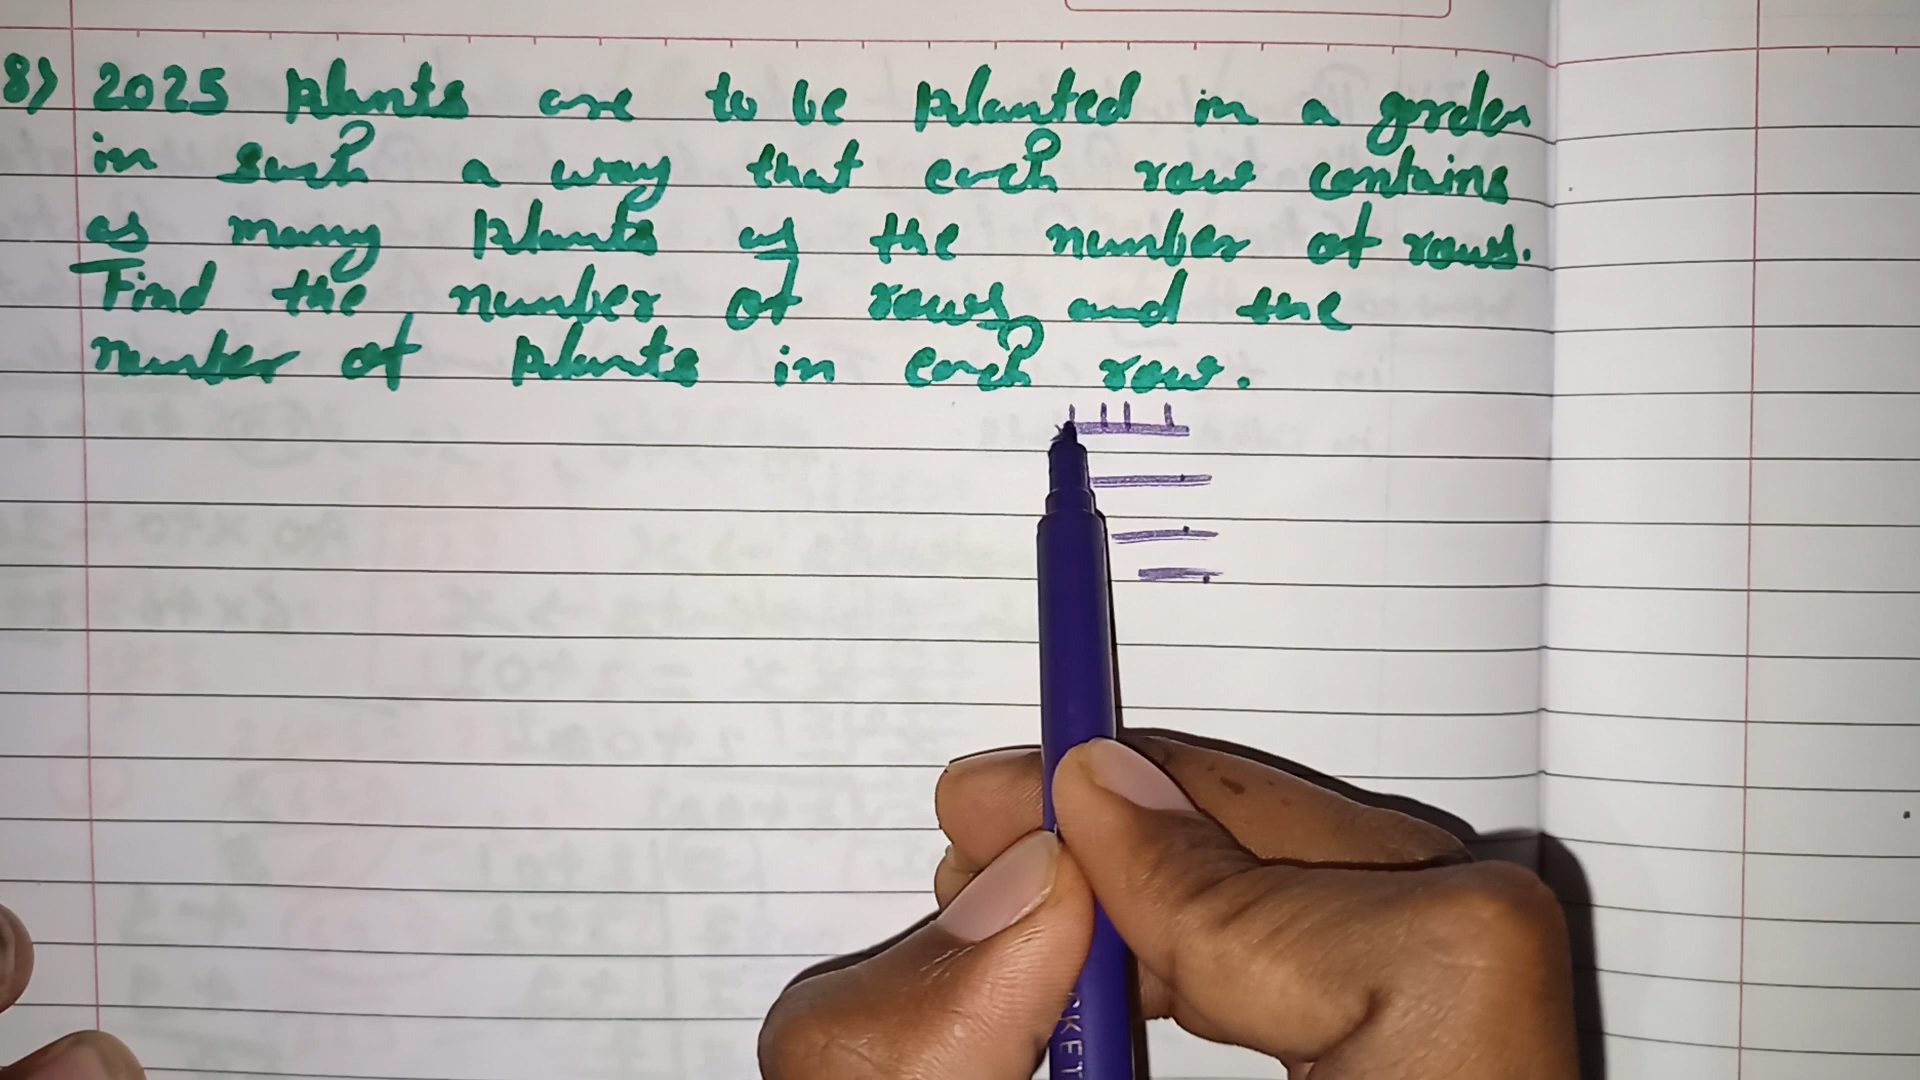 8) 2025 plants are to be planted in a garden
in such a way that each row contains
as many plants as the number of rows.
Find the number of rows and the
number of plants in each row.
CKET